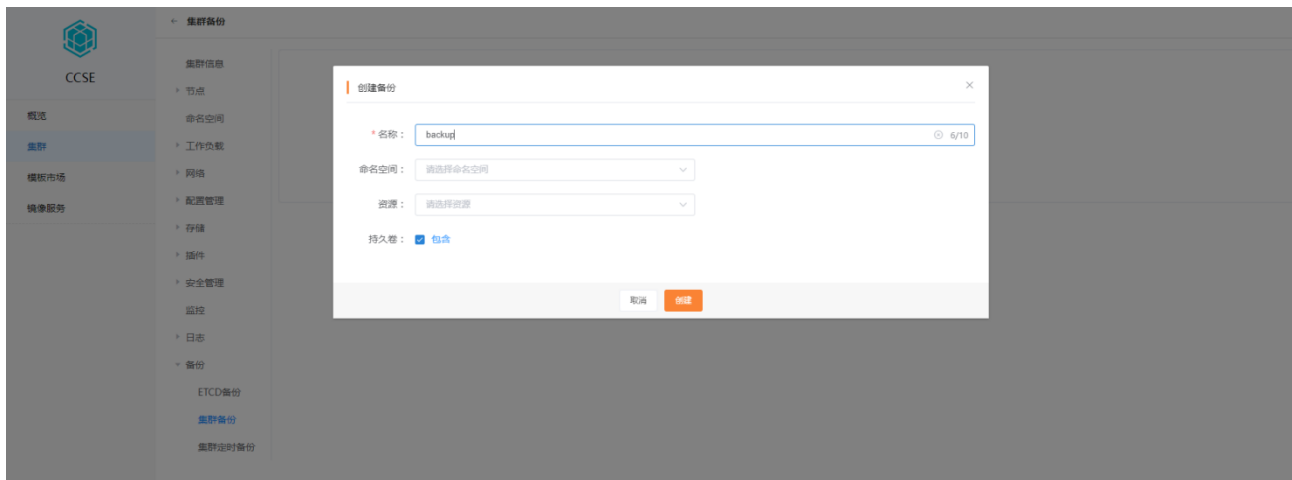 ← 集群备份
CCSE
概览
集群
模板市场
镜像服务
集群信息
节点
命名空间
工作负载
网络
配置管理
存储
插件
安全管理
监控
日志
备份
ETCD备份
集群备份
集群定时备份
创建备份
* 名称： backup 6/10
命名空间： 请选择命名空间
资源： 请选择资源
持久卷： 包含
取消 创建